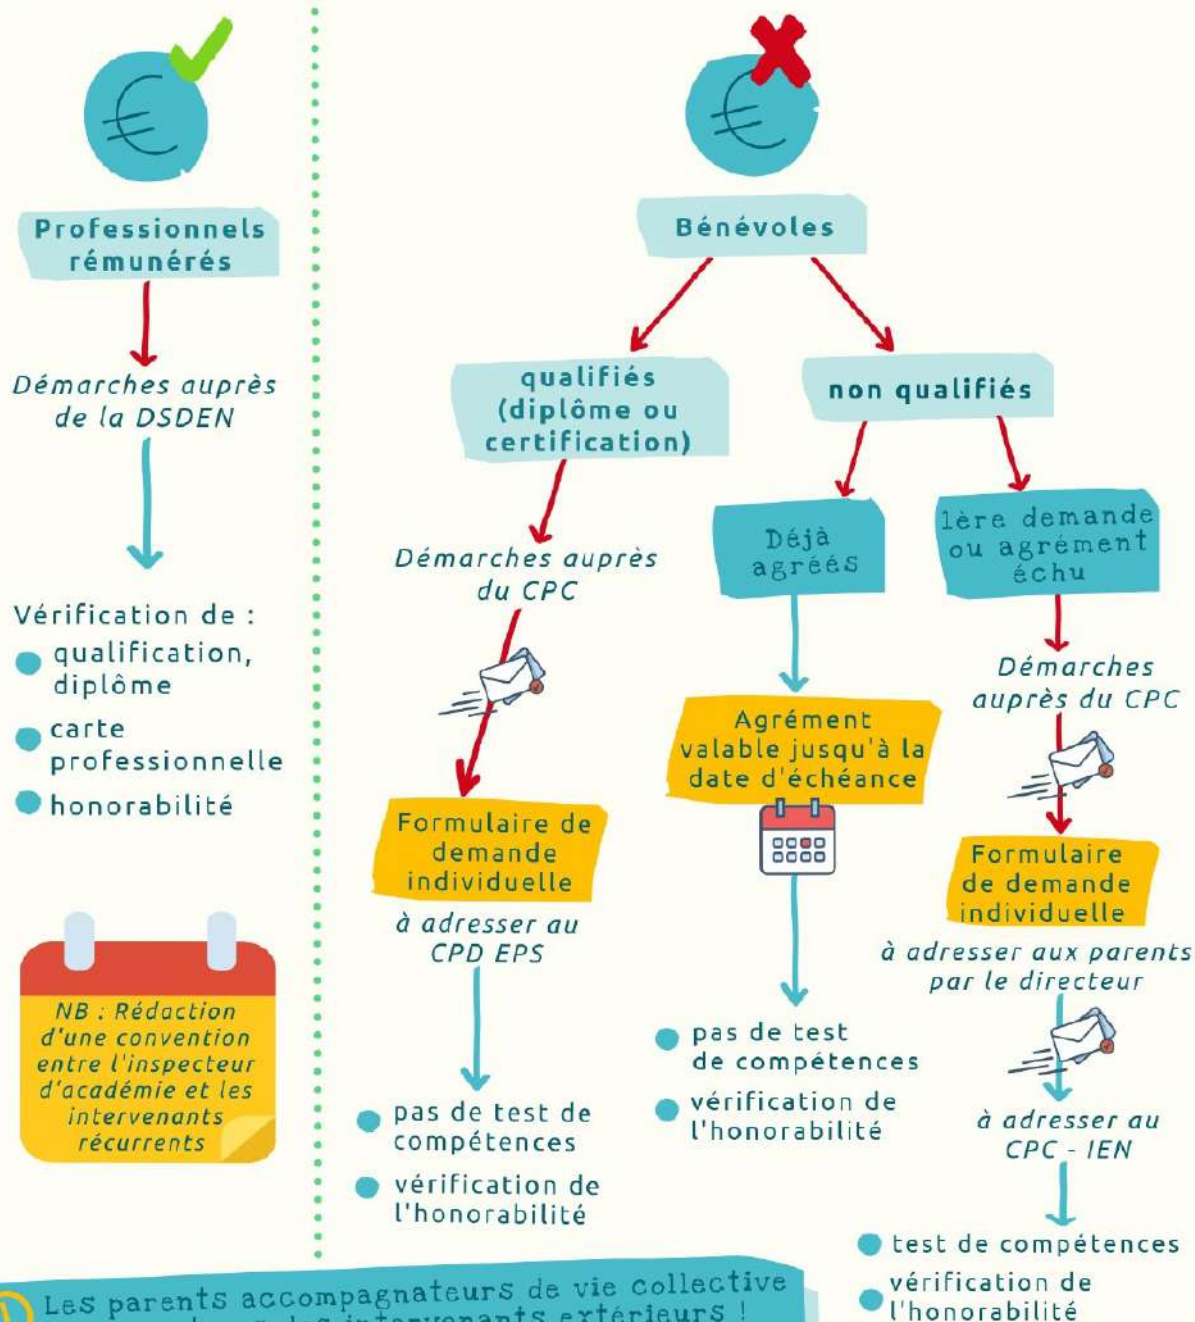 Professionnels
rémunérés
Démarches auprès
de la DSDEN
Vérification de :
qualification,
diplôme
carte
professionnelle
honorabilité
NB : Rédaction
d'une convention
entre l'inspecteur
d'académie et les
intervenants
récurrents
Bénévoles
qualifiés
(diplôme ou
certification)
Démarches auprès
du CPC
Formulaire de
demande
individuelle
à adresser au
CPD EPS
pas de test de
compétences
vérification de
l'honorabilité
non qualifiés
Déjà
agréés
Agrément
valable jusqu'à la
date d'échéance
pas de test
de compétences
vérification de
l'honorabilité
1ère demande
ou agrément
échu
Démarches
auprès du CPC
Formulaire
de demande
individuelle
à adresser aux parents
par le directeur
à adresser au
CPC - IEN
test de compétences
vérification de
l'honorabilité
Les parents accompagnateurs de vie collective
intervenants extérieurs !